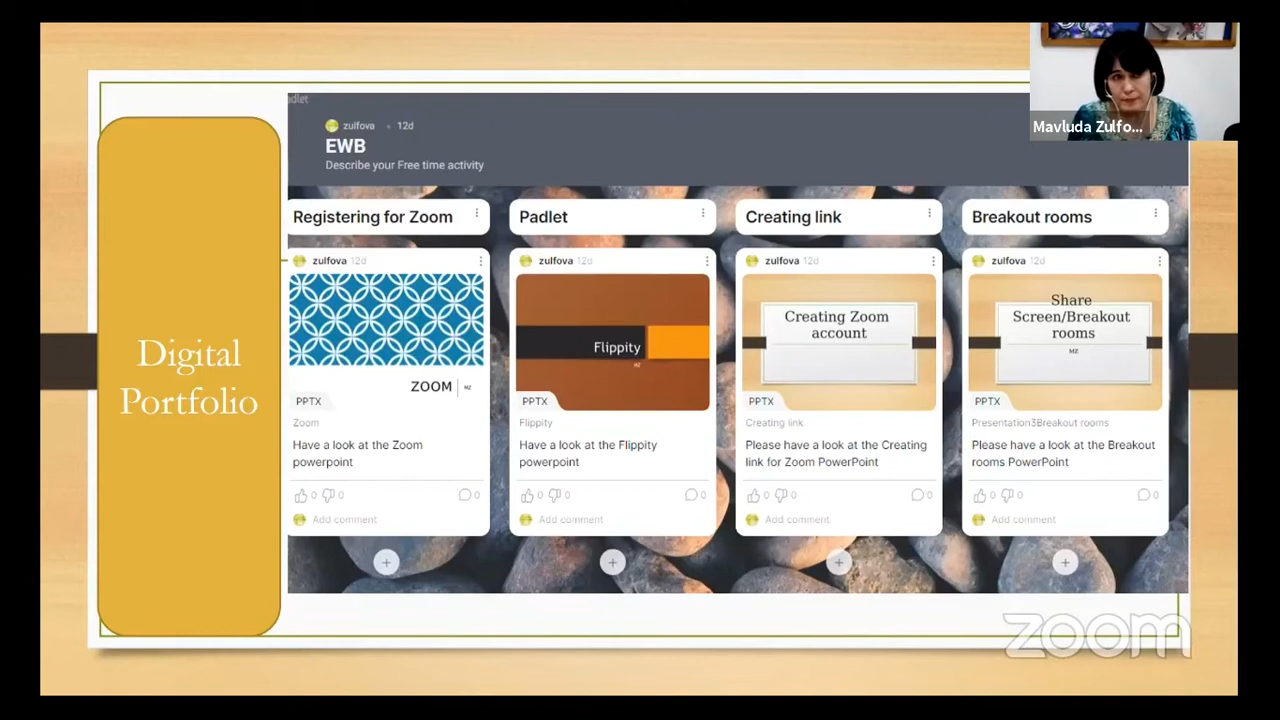 adlet
zulfova • 12d
EWB
Describe your Free time activity
Mavluda Zulfo...
Digital
Portfolio
Registering for Zoom
zulfova 12d
ZOOM MZ
PPTX
Zoom
Have a look at the Zoom
powerpoint
0 0 0
Add comment
Padlet
zulfova 12d
Flippity
MZ
PPTX
Flippity
Have a look at the Flippity
powerpoint
0 0 0
Add comment
Creating link
zulfova 12d
Creating Zoom
account
PPTX
Creating link
Please have a look at the Creating
link for Zoom PowerPoint
0 0 0
Add comment
Breakout rooms
zulfova 12d
Share
Screen/Breakout
rooms
MZ
PPTX
Presentation3Breakout rooms
Please have a look at the Breakout
rooms PowerPoint
0 0 0
Add comment
zoom